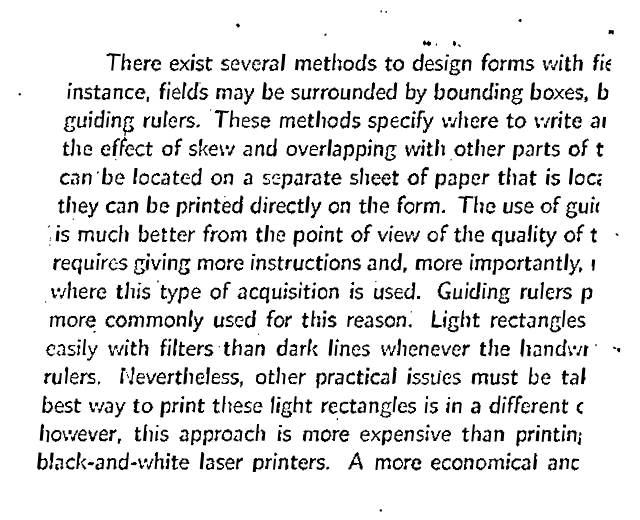 There exist several methods to design forms with fie
instance, fields may be surrounded by bounding boxes, b
guiding rulers. These methods specify where to write a
the effect of skew and overlapping with other parts of t
can be located on a separate sheet of paper that is loca
they can be printed directly on the form. The use of gui
is much better from the point of view of the quality of t
requires giving more instructions and, more importantly,
where this type of acquisition is used. Guiding rulers p
more commonly used for this reason. Light rectangles
easily with filters than dark lines whenever the handwr
rulers. Nevertheless, other practical issues must be tak
best way to print these light rectangles is in a different c
however, this approach is more expensive than printing
black-and-white laser printers. A more economical and